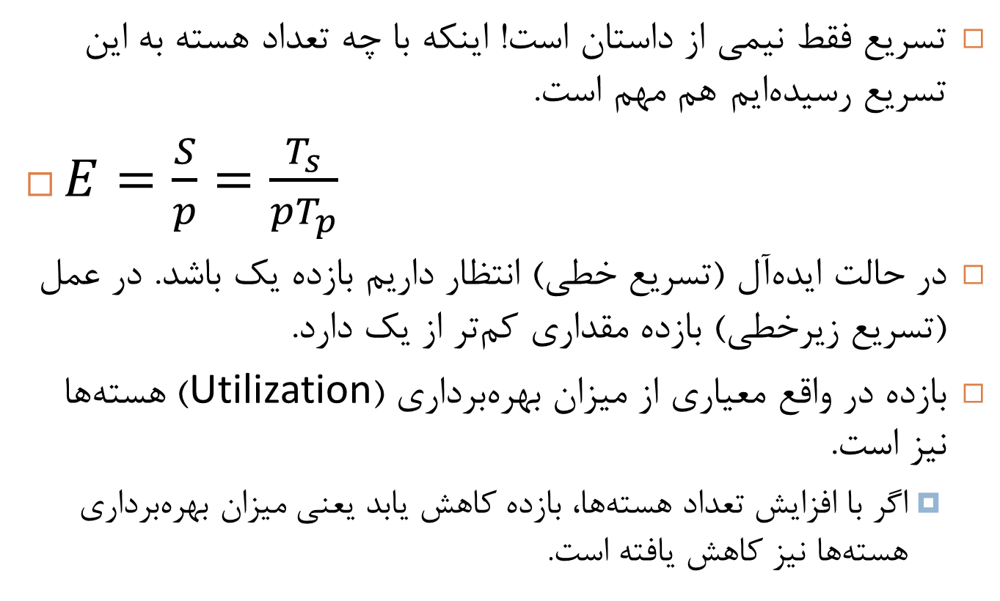 تسریع فقط نیمی از داستان است! اینکه با چه تعداد هسته به این
تسریع رسیده‌ایم هم مهم است.
E = S/p = T_s/pT_p
در حالت ایده‌آل (تسریع خطی) انتظار داریم بازده یک باشد. در عمل
(تسریع زیرخطی) بازده مقداری کم‌تر از یک دارد.
بازده در واقع معیاری از میزان بهره‌برداری (Utilization) هسته‌ها
نیز است.
اگر با افزایش تعداد هسته‌ها، بازده کاهش یابد یعنی میزان بهره‌برداری
هسته‌ها نیز کاهش یافته است.